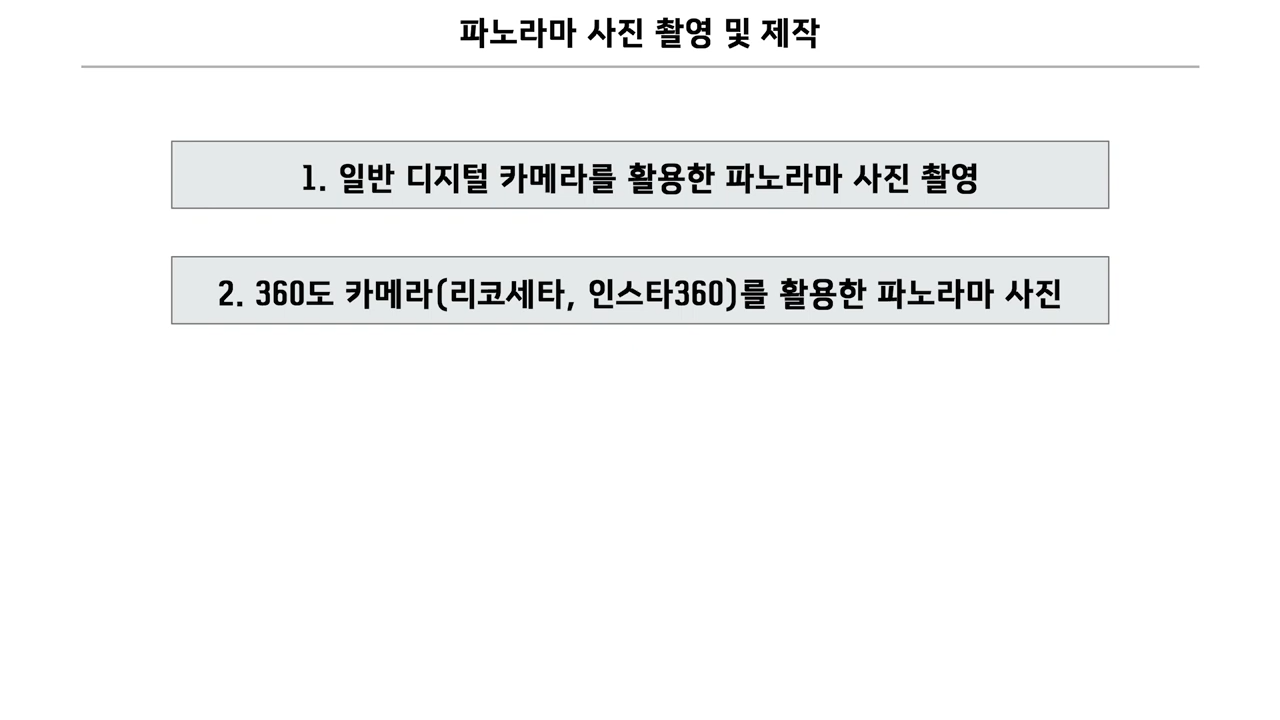 파노라마 사진 촬영 및 제작
1. 일반 디지털 카메라를 활용한 파노라마 사진 촬영
2. 360도 카메라(리코세타, 인스타360)를 활용한 파노라마 사진